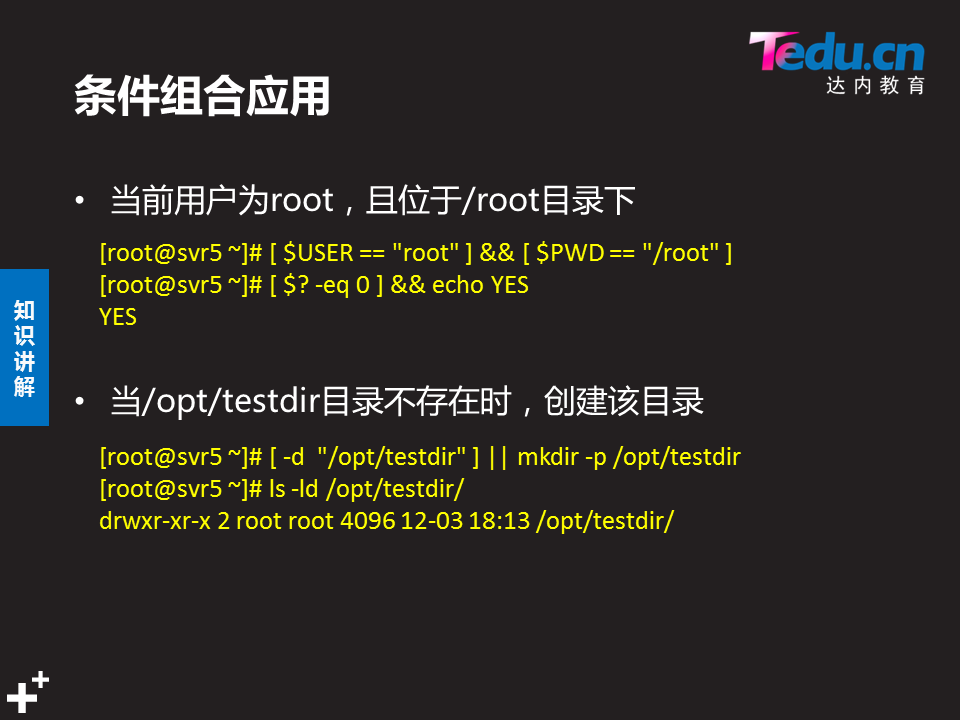 Tedu.cn
达内教育
条件组合应用
• 当前用户为root，且位于/root目录下
[root@svr5 ~]# [ $USER == "root" ] && [ $PWD == "/root" ]
[root@svr5 ~]# [ $? -eq 0 ] && echo YES
YES
知识讲解
• 当/opt/testdir目录不存在时，创建该目录
[root@svr5 ~]# [ -d  "/opt/testdir" ] || mkdir -p /opt/testdir
[root@svr5 ~]# ls -ld /opt/testdir/
drwxr-xr-x 2 root root 4096 12-03 18:13 /opt/testdir/